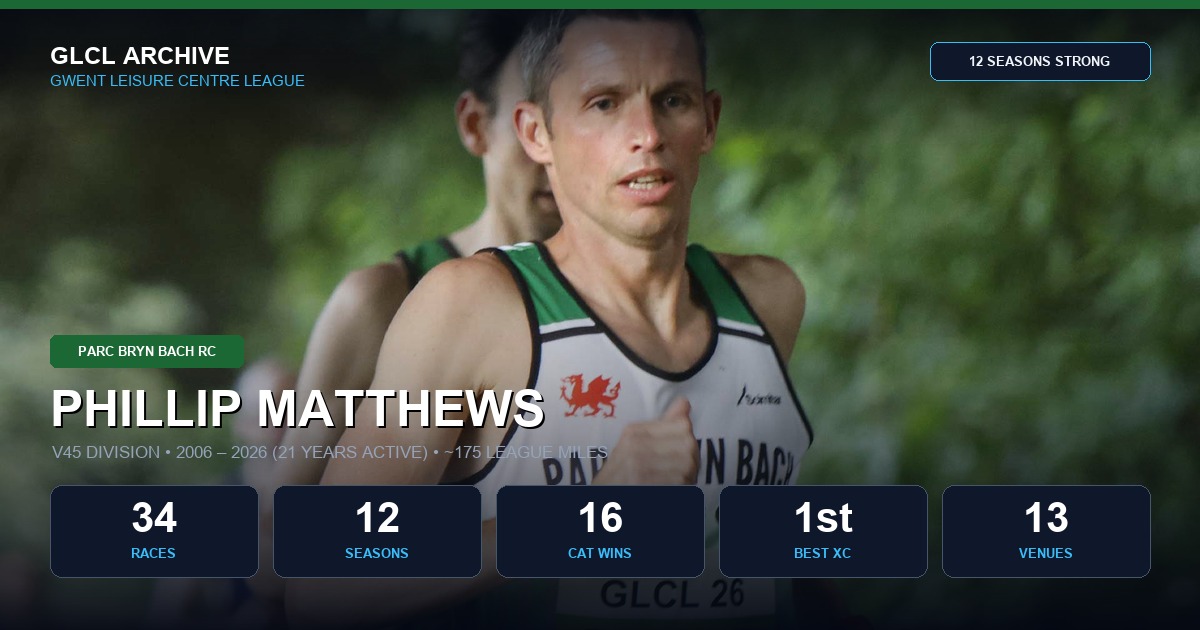 GLCL ARCHIVE
GWENT LEISURE CENTRE LEAGUE
12 SEASONS STRONG
PARC BRYN BACH RC
PHILLIP MATTHEWS
V45 DIVISION • 2006 – 2026 (21 YEARS ACTIVE) • ~175 LEAGUE MILES
BACH
34
RACES
12
SEASONS
16
CAT WINS
1st
BEST XC
13
VENUES
GLCL 26